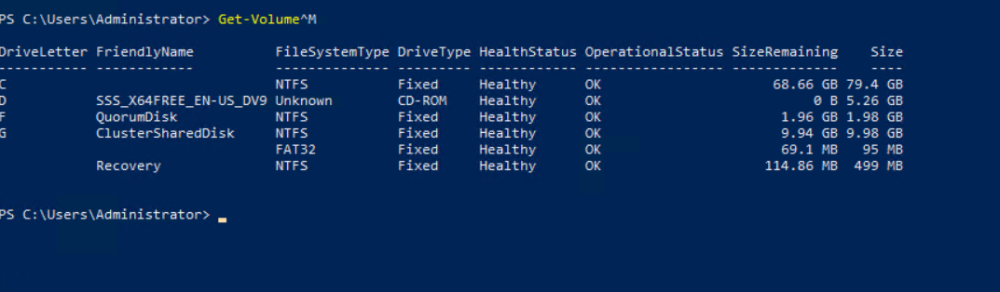 PS C:\Users\Administrator> Get-Volume^M
DriveLetter FriendlyName FileSystemType DriveType HealthStatus OperationalStatus SizeRemaining Size
----------- ------------ -------------- --------- ------------ ----------------- ------------- ----
C NTFS Fixed Healthy OK 68.66 GB 79.4 GB
D SSS_X64FREE_EN-US_DV9 Unknown CD-ROM Healthy OK 0 B 5.26 GB
F QuorumDisk NTFS Fixed Healthy OK 1.96 GB 1.98 GB
G ClusterSharedDisk NTFS Fixed Healthy OK 9.94 GB 9.98 GB
FAT32 Fixed Healthy OK 69.1 MB 95 MB
Recovery NTFS Fixed Healthy OK 114.86 MB 499 MB
PS C:\Users\Administrator> _